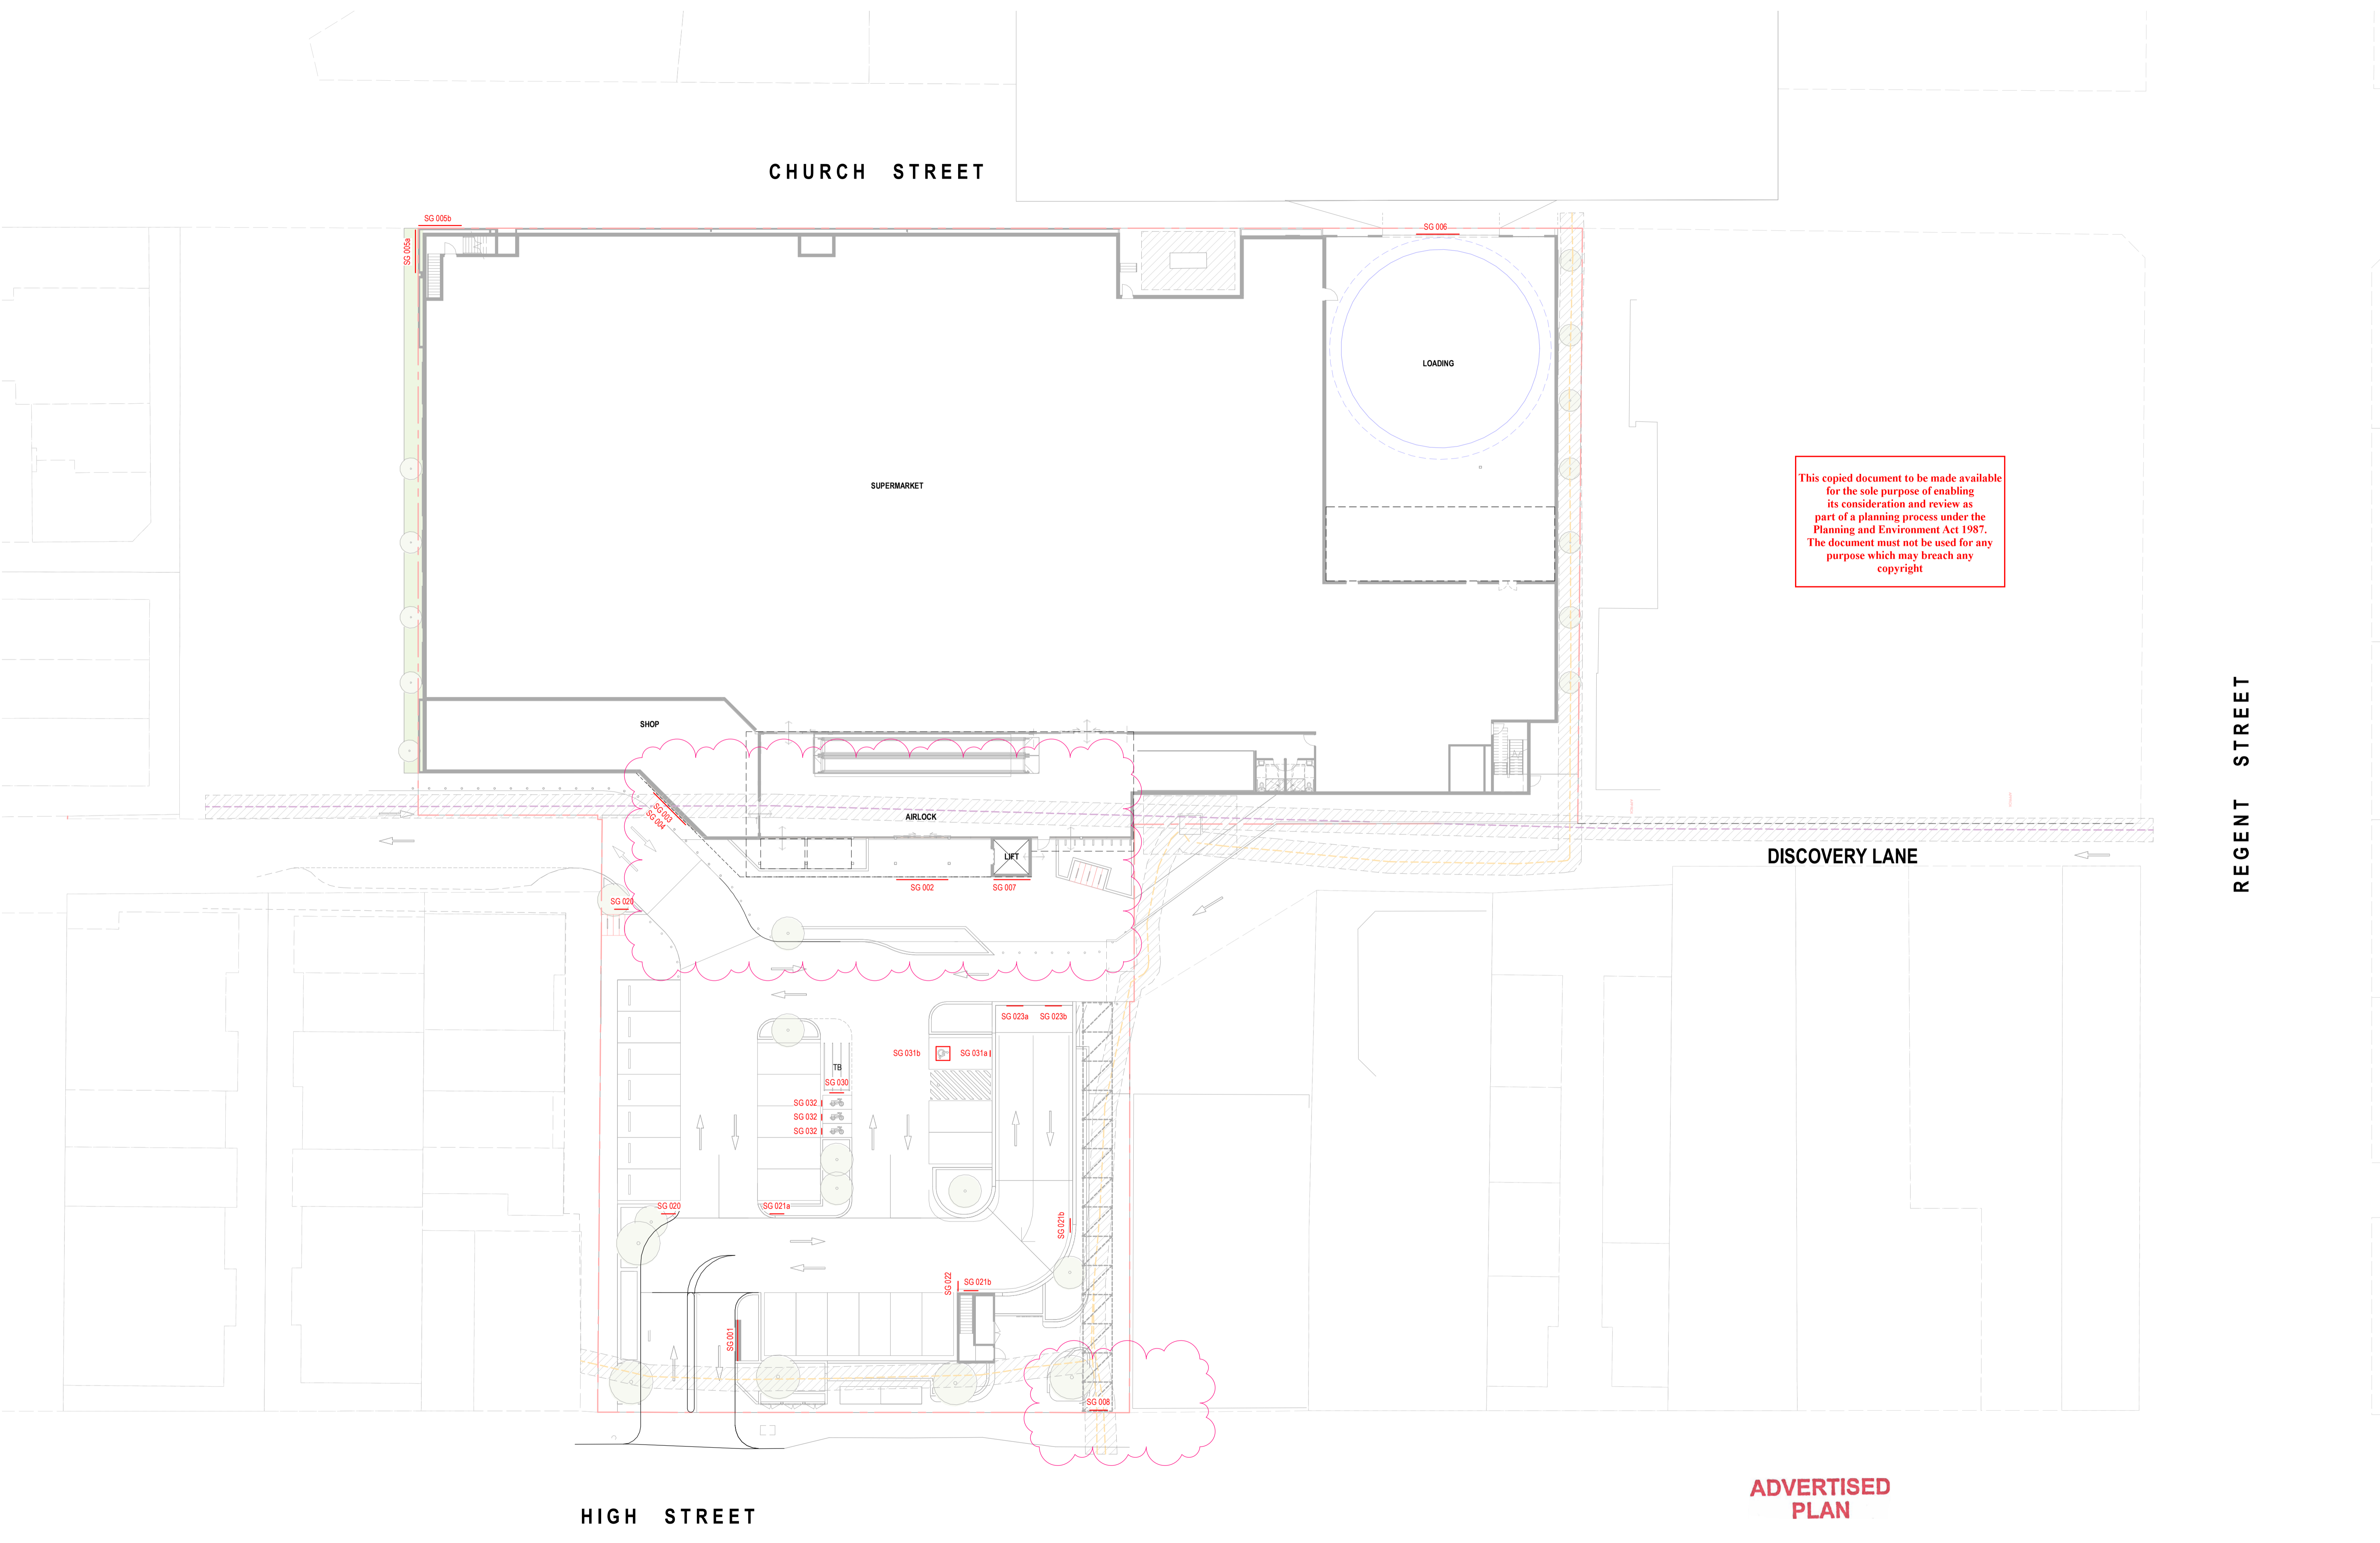 CHURCH STREET
SG 005b
SG 005a
SG 006
LOADING
SUPERMARKET
This copied document to be made available
for the sole purpose of enabling
its consideration and review as
part of a planning process under the
Planning and Environment Act 1987.
The document must not be used for any
purpose which may breach any
copyright
REGENT STREET
SHOP
SG 003
SG 004
AIRLOCK
LIFT
DISCOVERY LANE
SG 002
SG 007
SG 020
SG 023a
SG 023b
SG 031b
SG 031a
TB
SG 030
SG 032
SG 032
SG 032
SG 020
SG 021a
SG 021b
SG 022
SG 021b
SG 001
SG 008
ADVERTISED
PLAN
HIGH STREET